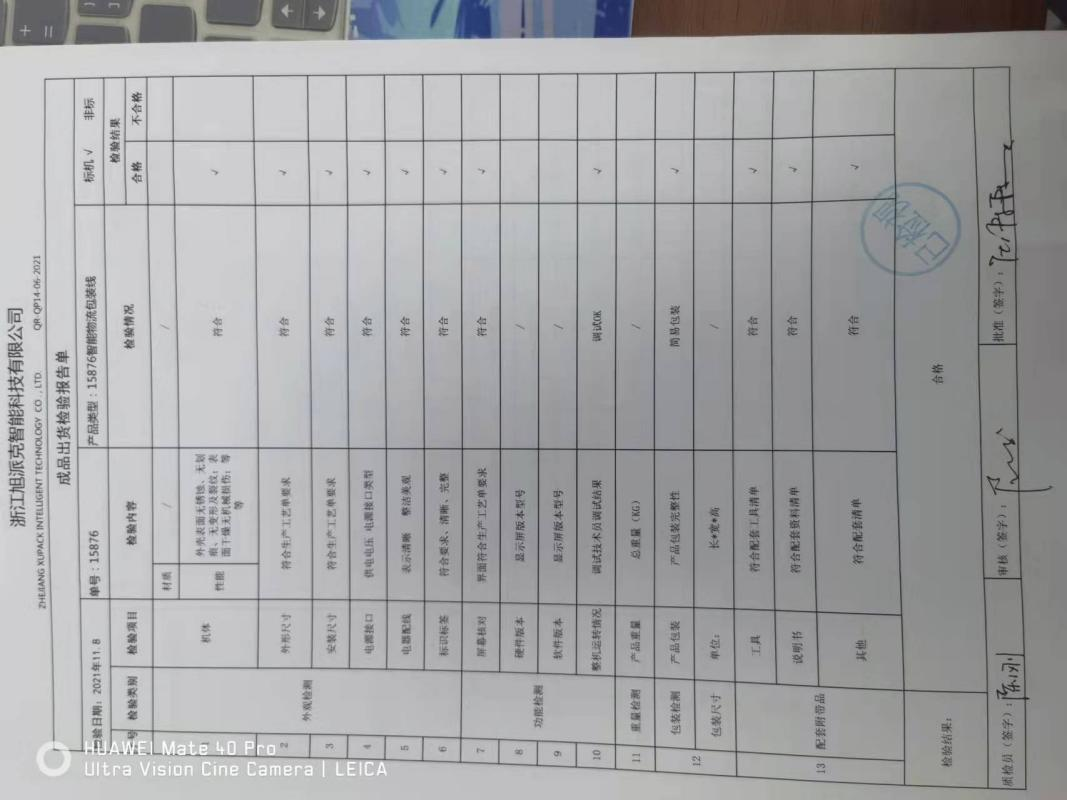 浙江旭派克智能科技有限公司
ZHEJIANG XUPACK INTELLIGENT TECHNOLOGY CO., LTD. QR-QP14-06-2021
成品出货检验报告单
检验日期：2021年11.8 单号：15876 产品类型：15876智能物流包装线 标机 √ 非标
号 检验类别 检验项目 检验内容 检验情况 检验结果
合格 不合格
外观检测 机体 材质 / /
性能 外壳表面无锈蚀、无划痕、无变形及裂纹；表面干燥无机械损伤；等等 符合 √
2 外形尺寸 符合生产工艺单要求 符合 √
3 安装尺寸 符合生产工艺单要求 符合 √
4 电源接口 供电电压 电源接口类型 符合 √
5 电器配线 表示清晰 整洁美观 符合 √
6 标识标签 符合要求、清晰、完整 符合 √
7 功能检测 屏幕核对 界面符合生产工艺单要求 符合 √
8 硬件版本 显示屏版本型号 /
9 软件版本 显示屏版本型号 /
10 整机运转情况 调试技术员调试结果 调试OK √
11 重量检测 产品重量 总重量（KG） /
12 包装检测 产品包装 产品包装完整性 简易包装 √
包装尺寸 单位： 长*宽*高 /
13 配套附带品 工具 符合配套工具清单 符合 √
说明书 符合配套资料清单 符合 √
其他 符合配套清单 符合 √
检验结果： 合格
已检测
质检员（签字）：陈刚 审核（签字）： 批准（签字）：
HUAWEI Mate 40 Pro
Ultra Vision Cine Camera | LEICA